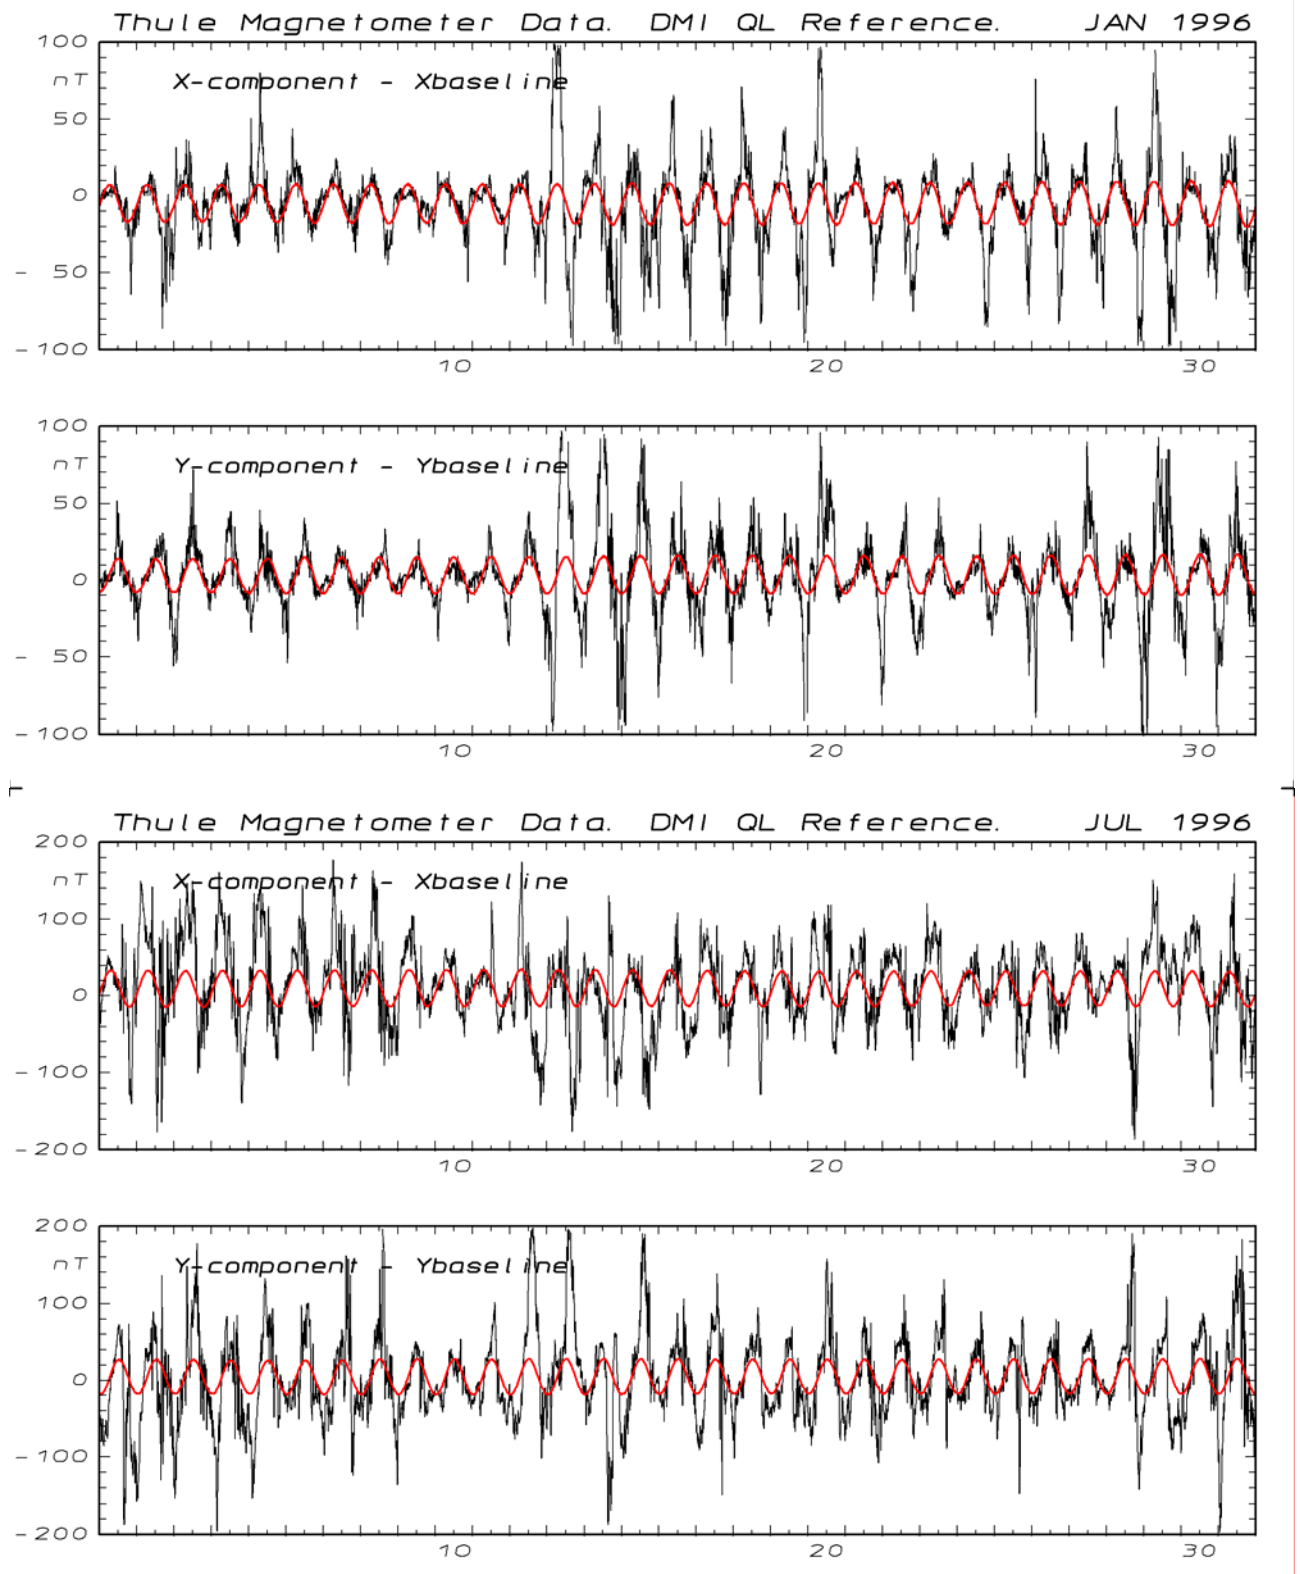 Thule Magnetometer Data. DMI QL Reference. JAN 1996
100
nT
X-component - Xbaseline
50
0
- 50
-100
10 20 30
100
nT
Y-component - Ybaseline
50
0
- 50
-100
10 20 30
Thule Magnetometer Data. DMI QL Reference. JUL 1996
200
nT
X-component - Xbaseline
100
0
-100
-200
10 20 30
200
nT
Y-component - Ybaseline
100
0
-100
-200
10 20 30